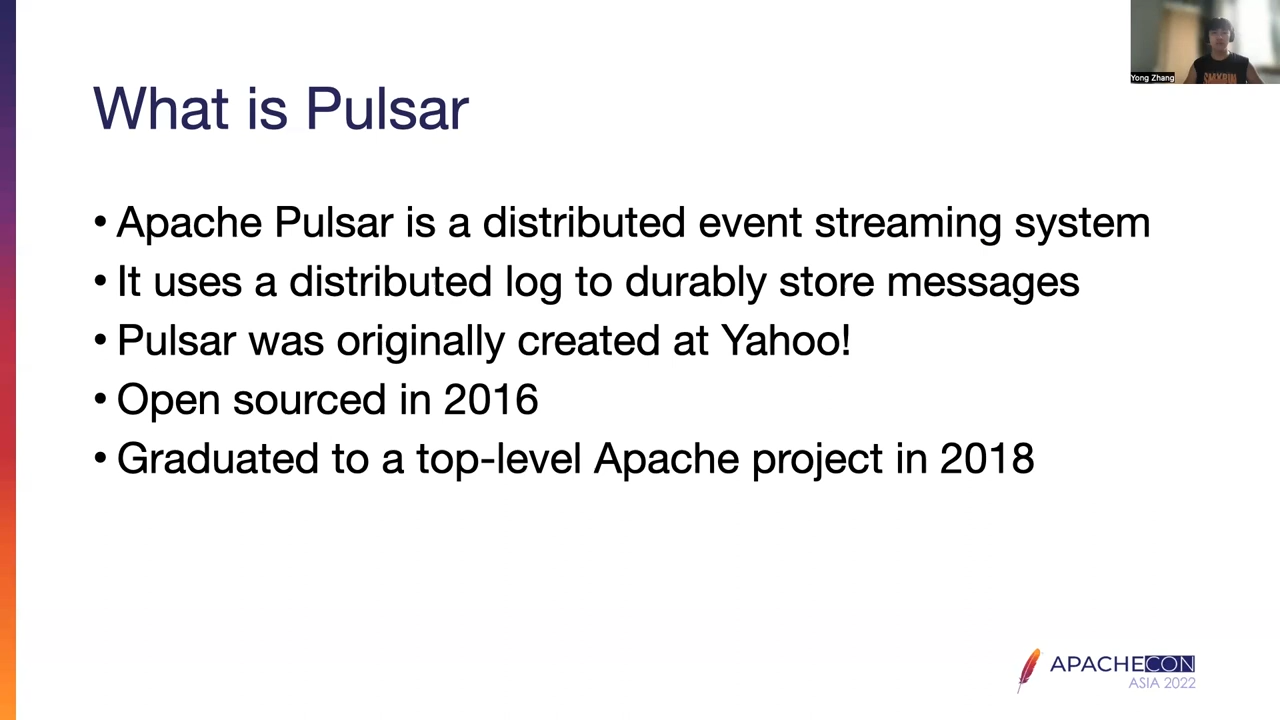 Yong Zhang
What is Pulsar
• Apache Pulsar is a distributed event streaming system
• It uses a distributed log to durably store messages
• Pulsar was originally created at Yahoo!
• Open sourced in 2016
• Graduated to a top-level Apache project in 2018
APACHECON
ASIA 2022